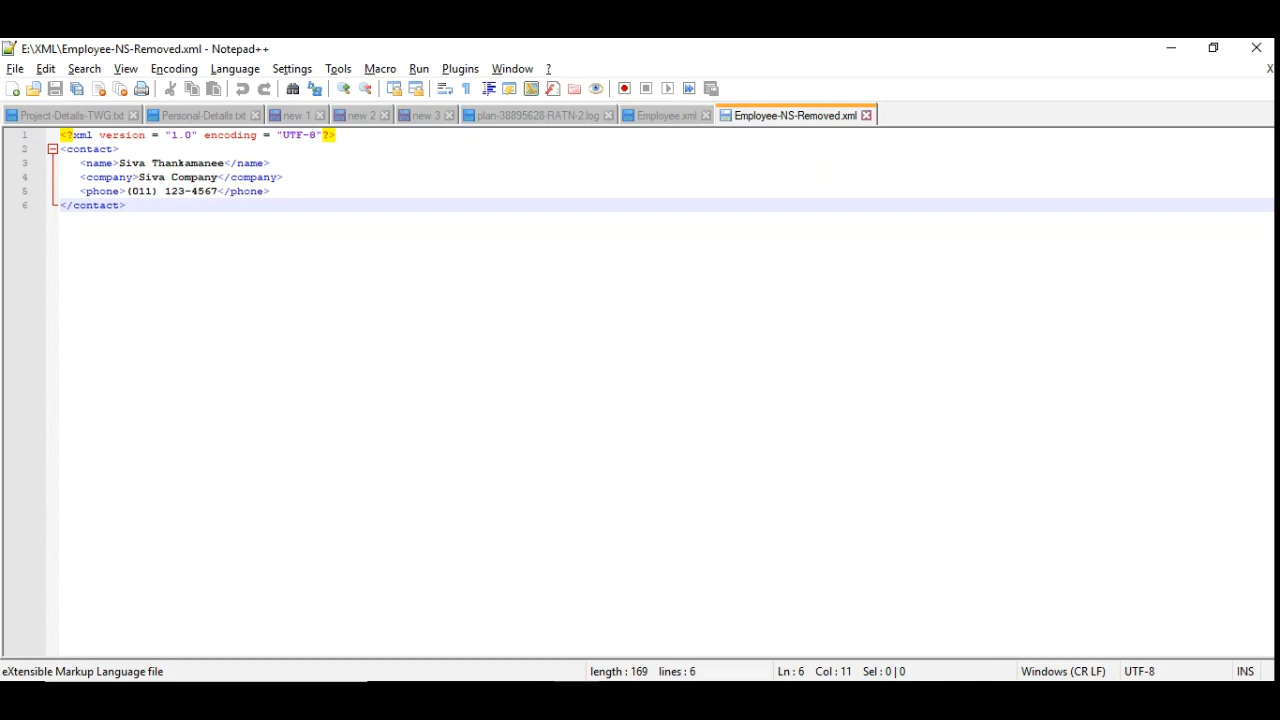 E:\XML\Employee-NS-Removed.xml - Notepad++
File Edit Search View Encoding Language Settings Tools Macro Run Plugins Window ? X
Project-Details-TWG.txt Personal-Details.txt new 1 new 2 new 3 plan-38895628-RATN-2.log Employee.xml Employee-NS-Removed.xml
1 <?xml version = "1.0" encoding = "UTF-8"?>
2 <contact>
3 <name>Siva Thankamanee</name>
4 <company>Siva Company</company>
5 <phone>(011) 123-4567</phone>
6 </contact>
eXtensible Markup Language file length : 169 lines : 6 Ln : 6 Col : 11 Sel : 0 | 0 Windows (CR LF) UTF-8 INS